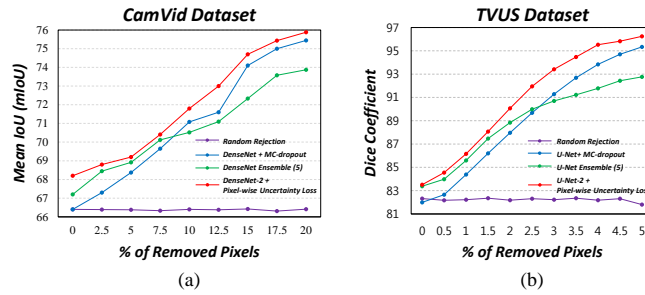 CamVid Dataset
Mean IoU (mIoU)
76
75
74
73
72
71
70
69
68
67
66
Random Rejection
DenseNet + MC-dropout
DenseNet Ensemble (5)
DenseNet-2 +
Pixel-wise Uncertainty Loss
0 2.5 5 7.5 10 12.5 15 17.5 20
% of Removed Pixels
(a)
TVUS Dataset
Dice Coefficient
97
95
93
91
89
87
85
83
81
Random Rejection
U-Net+ MC-dropout
U-Net Ensemble (5)
U-Net-2 +
Pixel-wise Uncertainty Loss
0 0.5 1 1.5 2 2.5 3 3.5 4 4.5 5
% of Removed Pixels
(b)